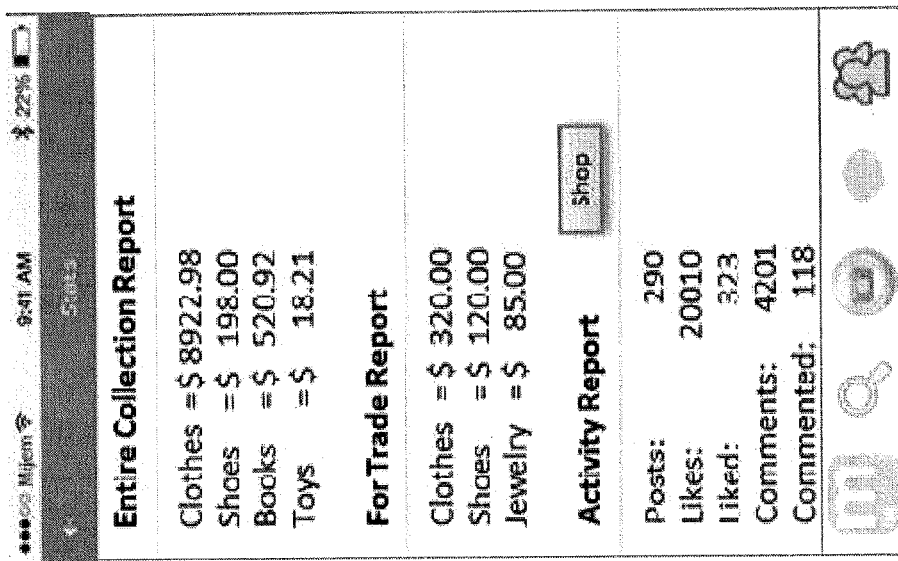 Mijem 9:41 AM 22%
Stats
Entire Collection Report
Clothes =$ 8922.98
Shoes =$ 198.00
Books =$ 520.92
Toys =$ 18.21
For Trade Report
Clothes =$ 320.00
Shoes =$ 120.00
Jewelry =$ 85.00
Shop
Activity Report
Posts: 290
Likes: 20010
Liked: 323
Comments: 4201
Commented: 118
m